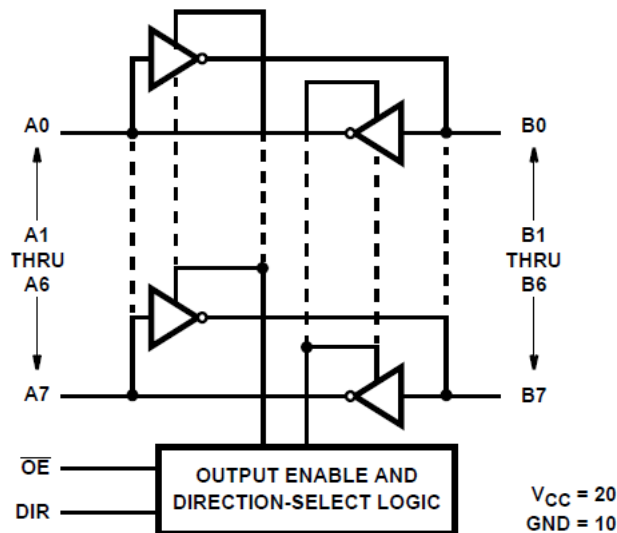 A0
B0
A1
THRU
A6
B1
THRU
B6
A7
B7
OE
DIR
OUTPUT ENABLE AND
DIRECTION-SELECT LOGIC
VCC = 20
GND = 10